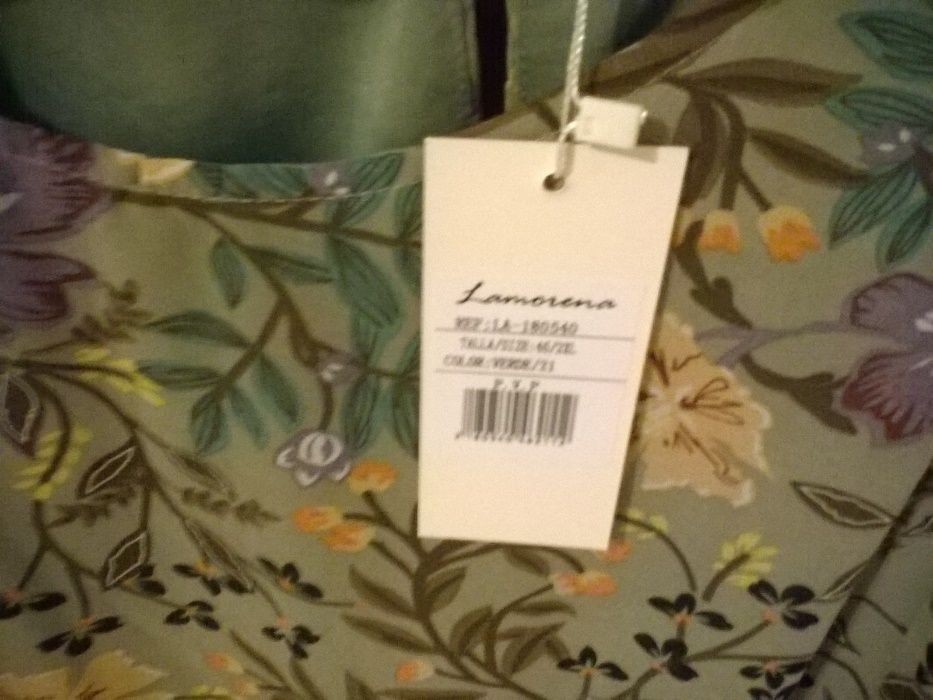 Lamorena
REF:LA-180540
TALLA/SIZE:46/2XL
COLOR:VERDE/21
P.V.P